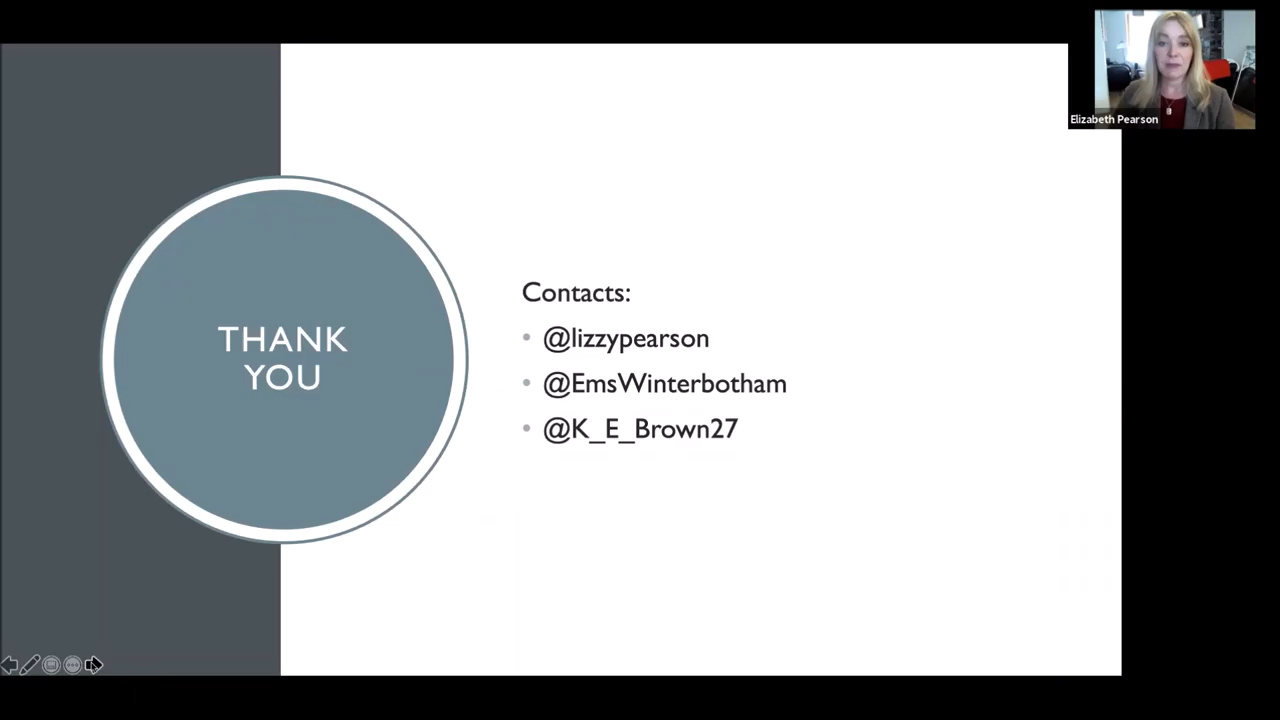 Elizabeth Pearson
THANK
YOU
Contacts:
• @lizzypearson
• @EmsWinterbotham
• @K_E_Brown27